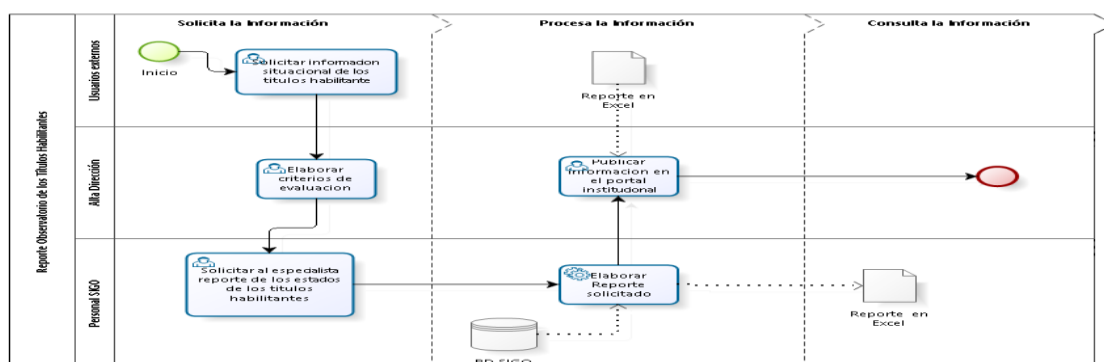 Solicita la Información
Procesa la Información
Consulta la Información
Reporte Observatorio de los Títulos Habilitantes
Usuarios externos
Inicio
Solicitar informacion
situacional de los
titulos habilitante
Reporte en
Excel
Alta Dirección
Elaborar
criterios de
evaluacion
Publicar
informacion en
el portal
institucional
Personal SIGO
Solicitar al especialista
reporte de los estados
de los titulos
habilitantes
Elaborar
Reporte
solicitado
Reporte en
Excel
BD SIGO